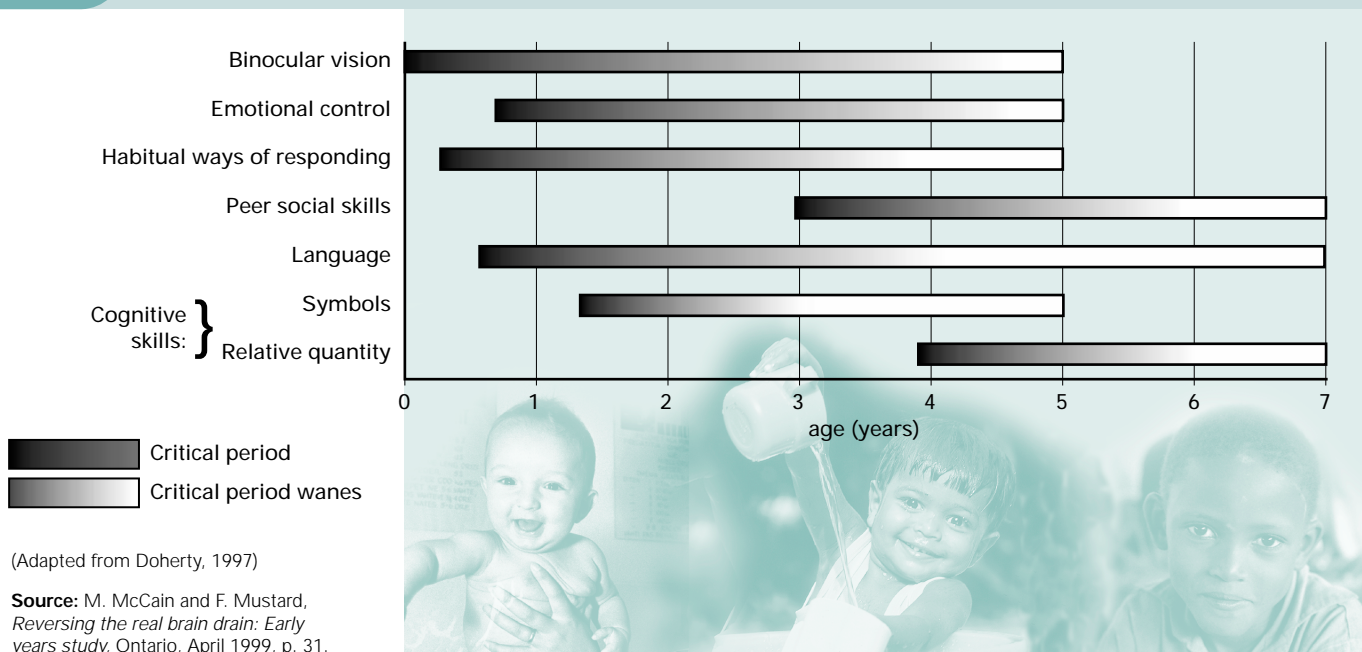 Binocular vision
Emotional control
Habitual ways of responding
Peer social skills
Language
Cognitive
skills:
}
Symbols
Relative quantity
0 1 2 3 4 5 6 7
age (years)
Critical period
Critical period wanes
(Adapted from Doherty, 1997)
Source: M. McCain and F. Mustard,
Reversing the real brain drain: Early
years study, Ontario, April 1999, p. 31.